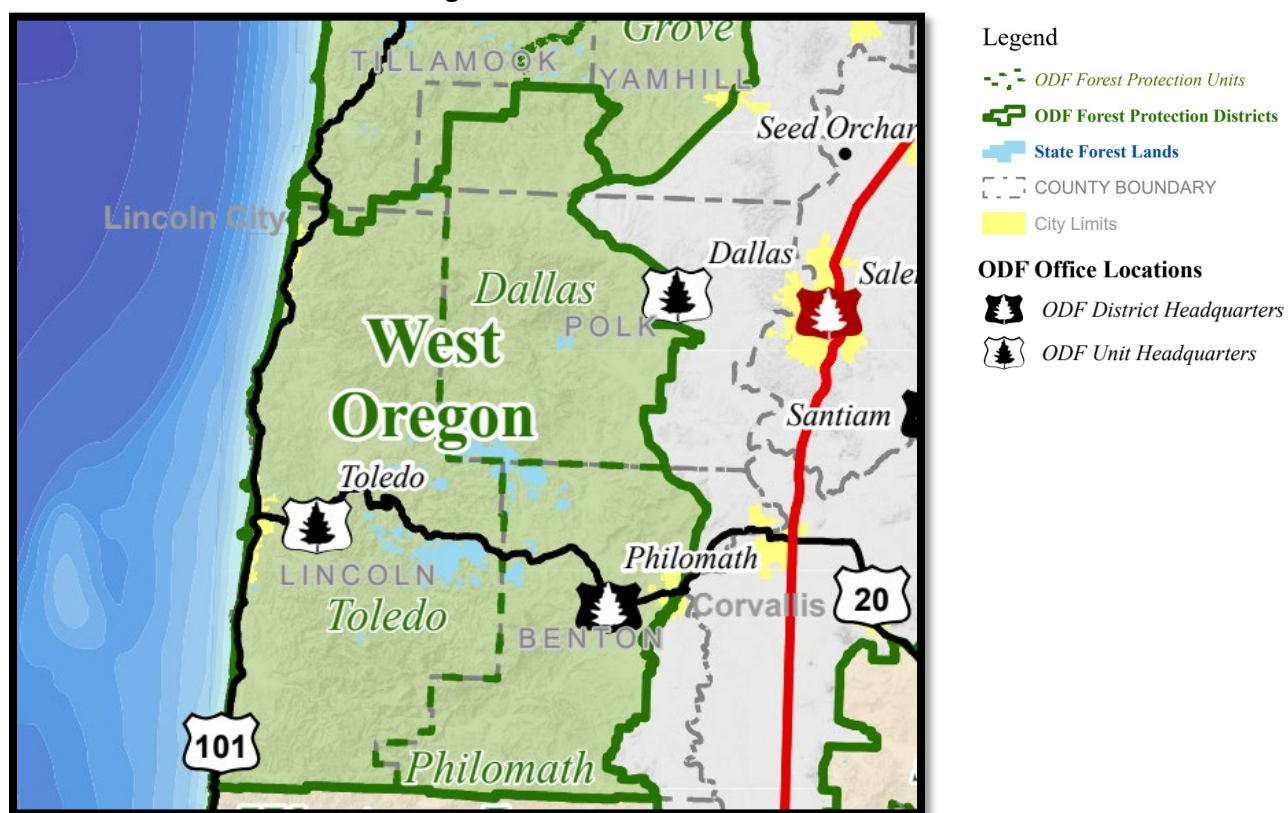 Grove
TILLAMOOK
YAMHILL
Seed Orchar
Lincoln City
Dallas
Salem
Dallas
POLK
West
Oregon
Santiam
Toledo
Philomath
LINCOLN
Toledo
Corvallis
20
BENTON
101
Philomath
Legend
ODF Forest Protection Units
ODF Forest Protection Districts
State Forest Lands
COUNTY BOUNDARY
City Limits
ODF Office Locations
ODF District Headquarters
ODF Unit Headquarters